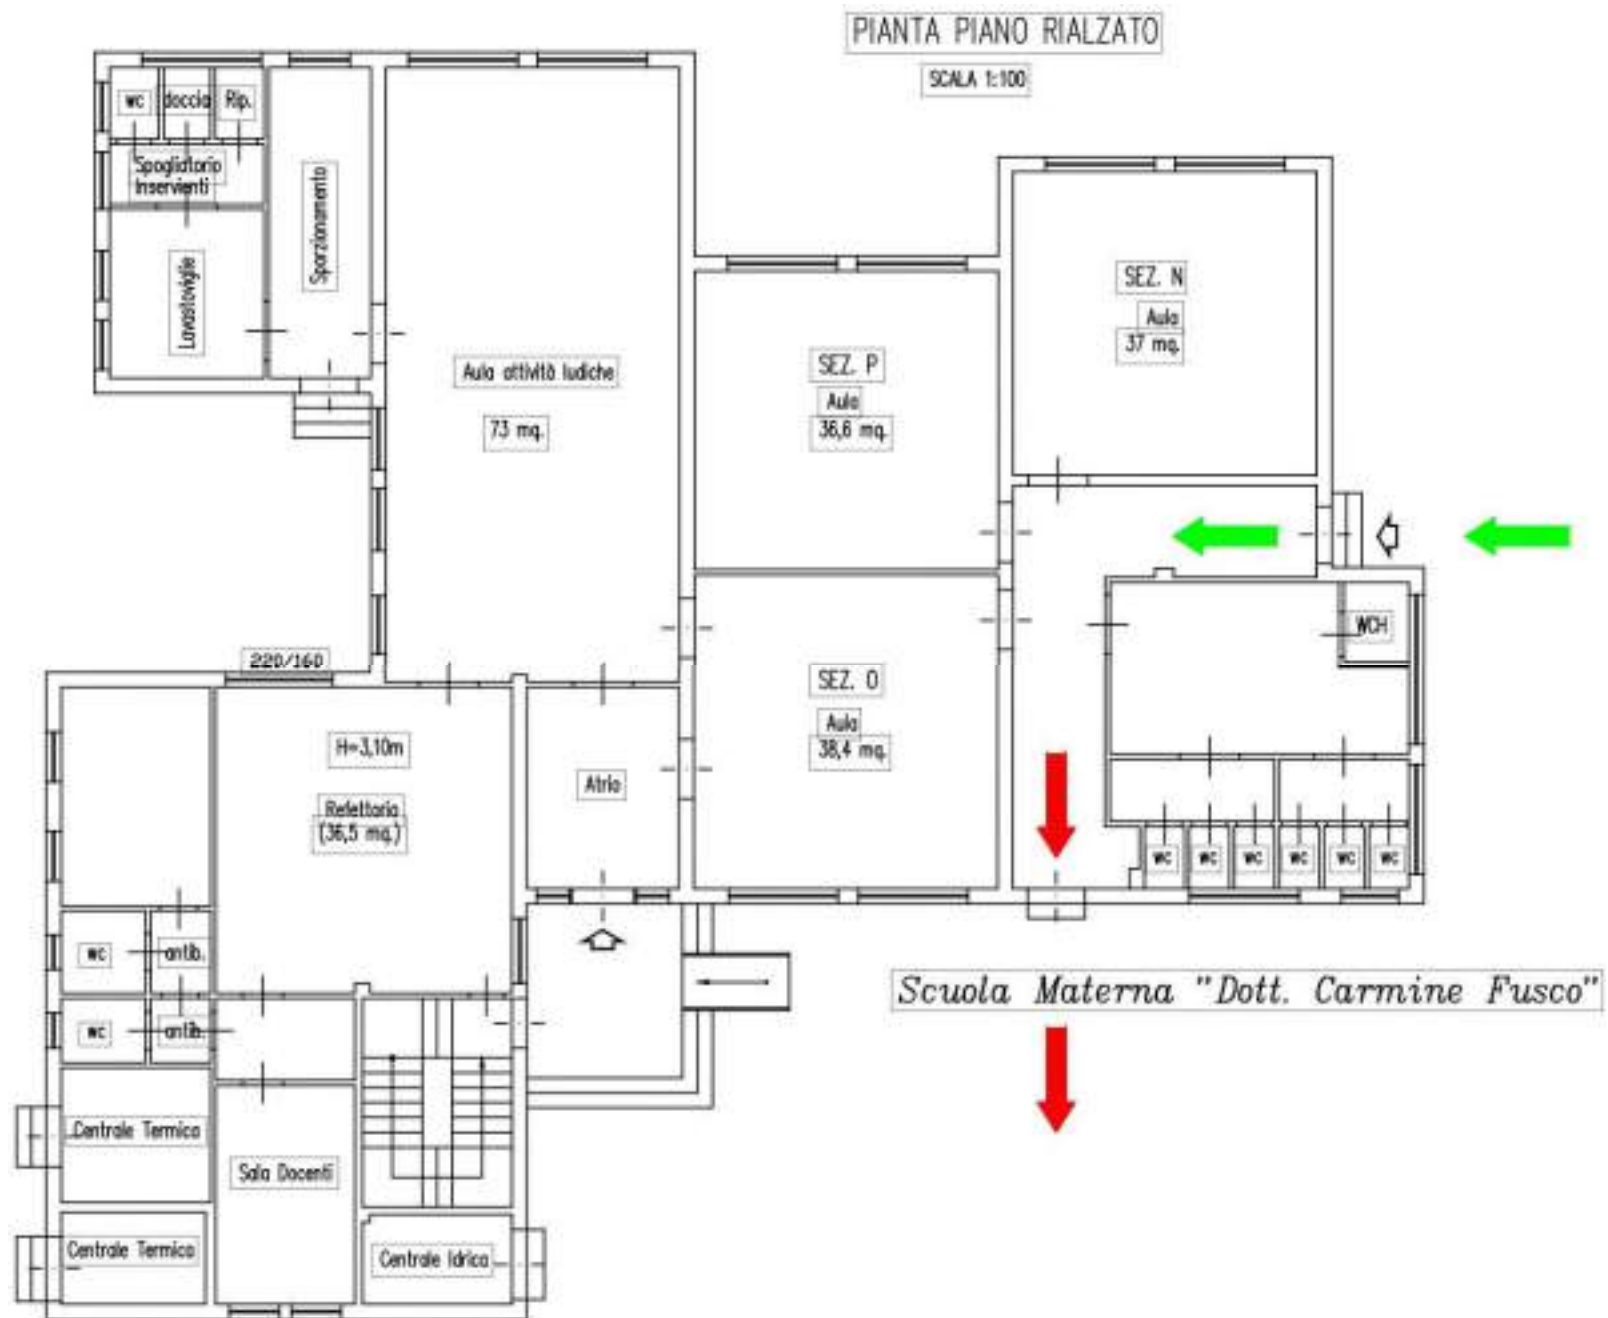 PIANTA PIANO RIALZATO
SCALA 1:100
wc
doccia
Rip.
Spogliatorio
Inservienti
Sporzionamento
Lavastoviglie
Aula attività ludiche
73 mq.
SEZ. P
Aula
36,6 mq.
SEZ. N
Aula
37 mq.
WCH
220/160
H=3,10m
Refettorio
(36,5 mq.)
Atrio
SEZ. O
Aula
38,4 mq.
wc
wc
wc
wc
wc
wc
wc
antib.
wc
antib.
Scuola Materna "Dott. Carmine Fusco"
Centrale Termica
Sala Docenti
Centrale Termica
Centrale Idrica